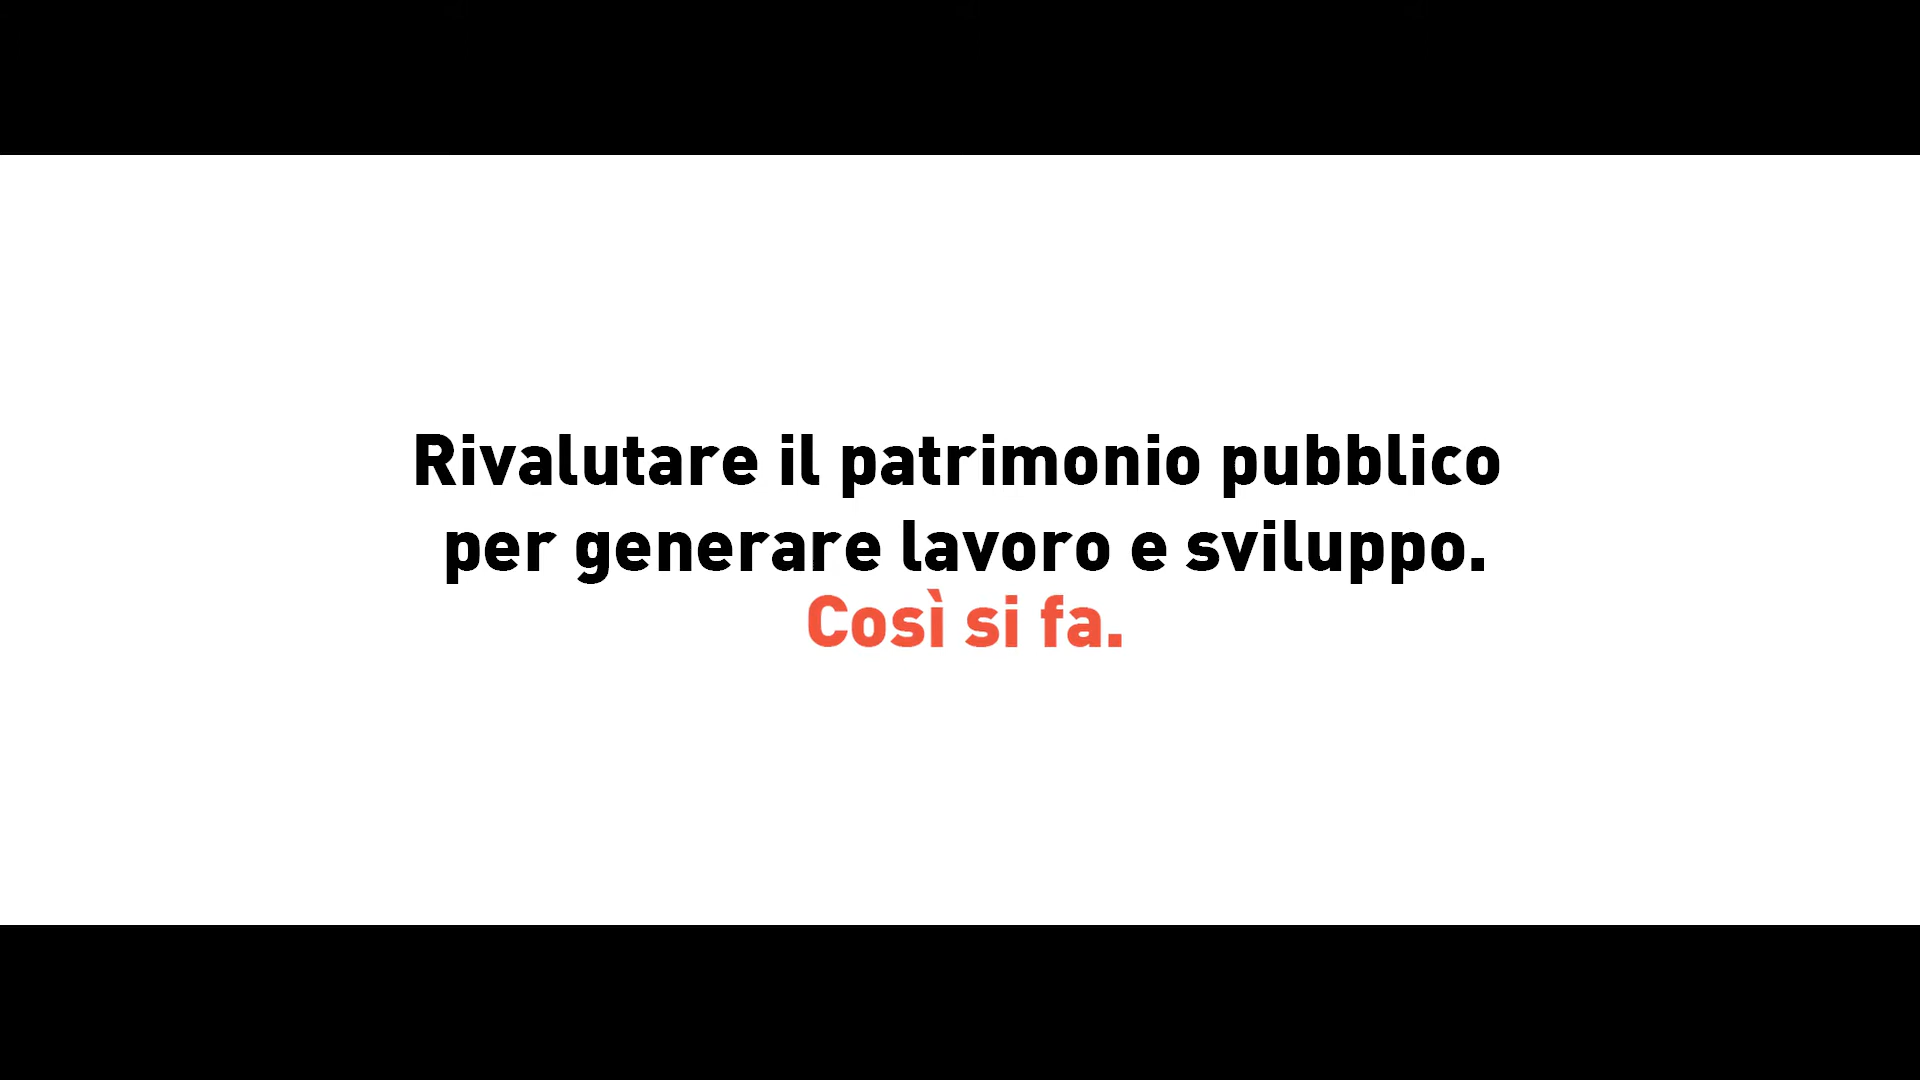 Rivalutare il patrimonio pubblico
per generare lavoro e sviluppo.
Così si fa.